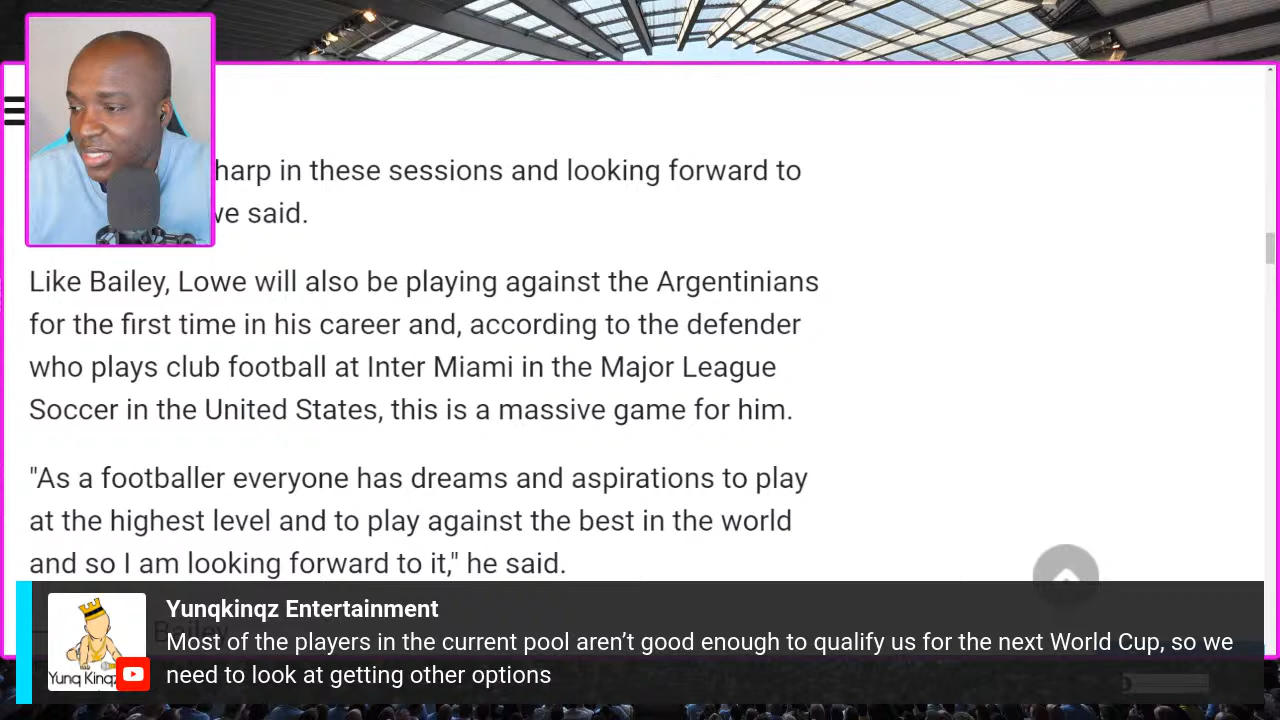 harp in these sessions and looking forward to
we said.
Like Bailey, Lowe will also be playing against the Argentinians
for the first time in his career and, according to the defender
who plays club football at Inter Miami in the Major League
Soccer in the United States, this is a massive game for him.
"As a footballer everyone has dreams and aspirations to play
at the highest level and to play against the best in the world
and so I am looking forward to it," he said.
Bailey
Yunqkinqz Entertainment
Most of the players in the current pool aren’t good enough to qualify us for the next World Cup, so we
need to look at getting other options
Yunq Kinqz